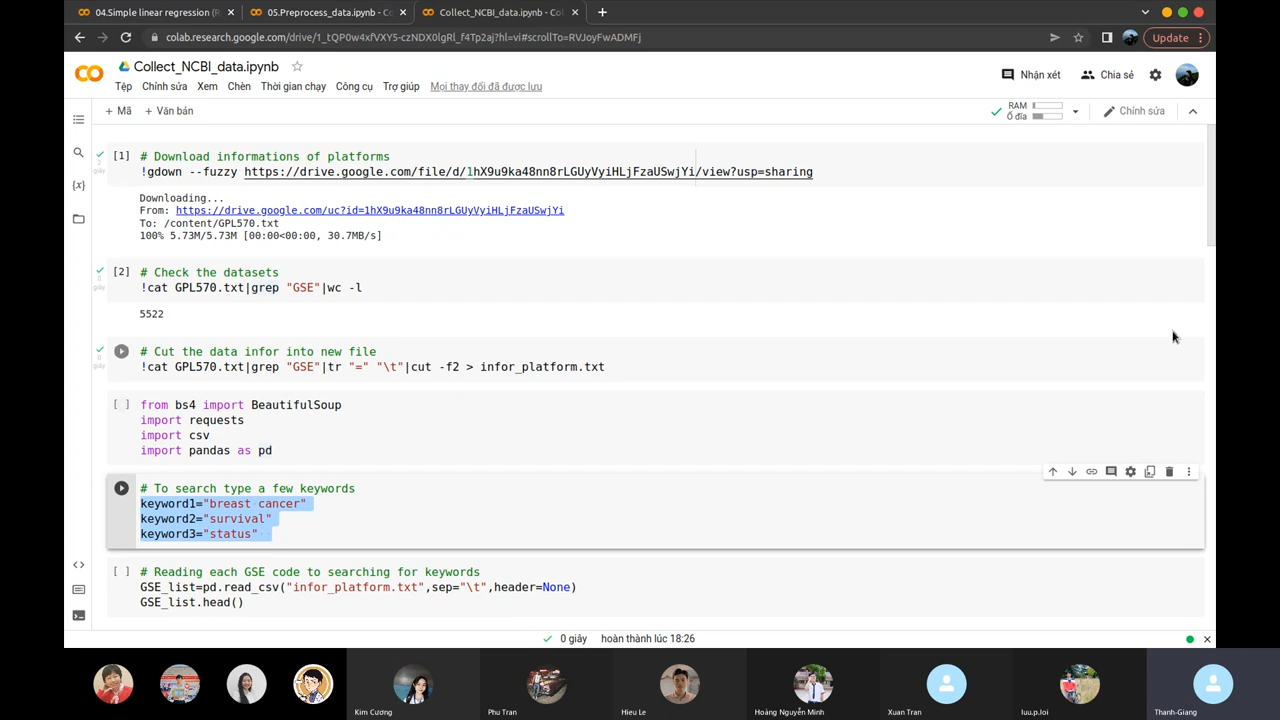 04.Simple linear regression (R
05.Preprocess_data.ipynb - Co
Collect_NCBI_data.ipynb - Col
colab.research.google.com/drive/1_tQP0w4xfVXY5-czNDX0lgRl_f4Tp2aj?hl=vi#scrollTo=RVJoyFwADMFj
Update
Collect_NCBI_data.ipynb
Nhận xét
Chia sẻ
Tệp Chỉnh sửa Xem Chèn Thời gian chạy Công cụ Trợ giúp Mọi thay đổi đã được lưu
+ Mã + Văn bản
RAM
Ổ đĩa
Chỉnh sửa
[1] # Download informations of platforms
2
giây
!gdown --fuzzy https://drive.google.com/file/d/1hX9u9ka48nn8rLGUyVyiHLjFzaUSwjYi/view?usp=sharing
Downloading...
From: https://drive.google.com/uc?id=1hX9u9ka48nn8rLGUyVyiHLjFzaUSwjYi
To: /content/GPL570.txt
100% 5.73M/5.73M [00:00<00:00, 30.7MB/s]
[2] # Check the datasets
0
giây
!cat GPL570.txt|grep "GSE"|wc -l
5522
# Cut the data infor into new file
0
giây
!cat GPL570.txt|grep "GSE"|tr "=" "\t"|cut -f2 > infor_platform.txt
[ ] from bs4 import BeautifulSoup
import requests
import csv
import pandas as pd
# To search type a few keywords
keyword1="breast cancer"
keyword2="survival"
keyword3="status"
[ ] # Reading each GSE code to searching for keywords
GSE_list=pd.read_csv("infor_platform.txt",sep="\t",header=None)
GSE_list.head()
0 giây hoàn thành lúc 18:26
Kim Cương
Phu Tran
Hieu Le
Hoàng Nguyễn Minh
Xuan Tran
luu.p.loi
Thanh-Giang